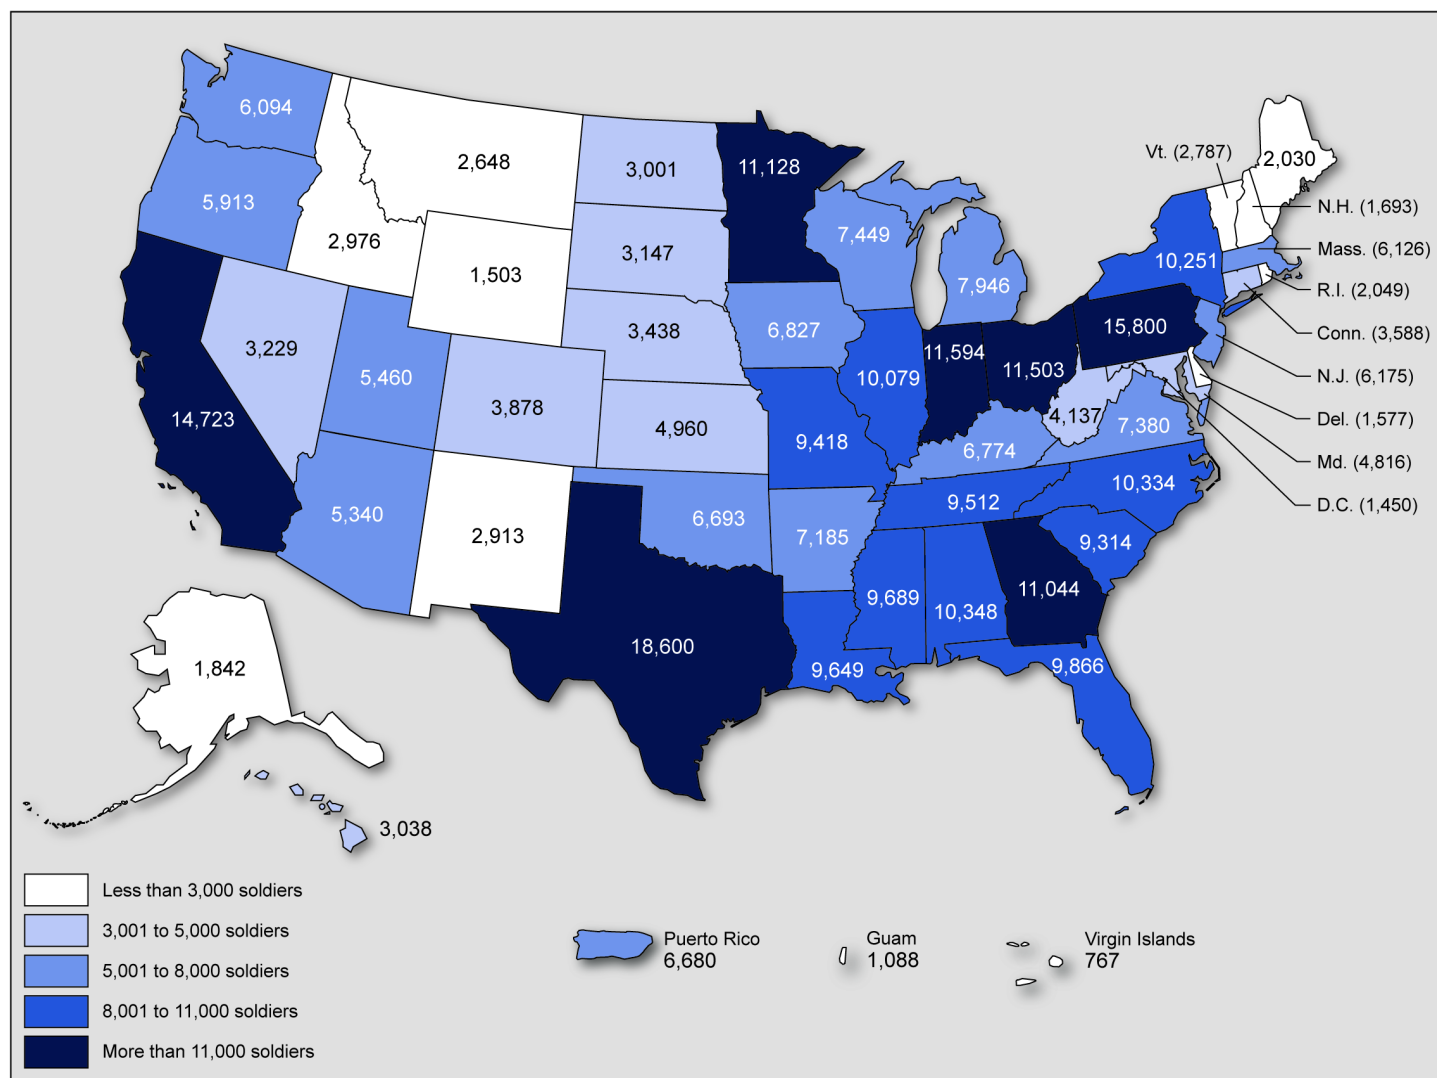 6,094
2,648
3,001
11,128
Vt. (2,787)
2,030
5,913
2,976
1,503
3,147
7,449
7,946
10,251
N.H. (1,693)
Mass. (6,126)
R.I. (2,049)
Conn. (3,588)
N.J. (6,175)
Del. (1,577)
Md. (4,816)
D.C. (1,450)
3,229
5,460
3,438
6,827
10,079
11,594
11,503
15,800
14,723
3,878
4,960
9,418
6,774
4,137
7,380
5,340
2,913
6,693
7,185
9,512
10,334
9,314
18,600
9,649
9,689
10,348
11,044
9,866
1,842
3,038
Less than 3,000 soldiers
3,001 to 5,000 soldiers
5,001 to 8,000 soldiers
8,001 to 11,000 soldiers
More than 11,000 soldiers
Puerto Rico
6,680
Guam
1,088
Virgin Islands
767